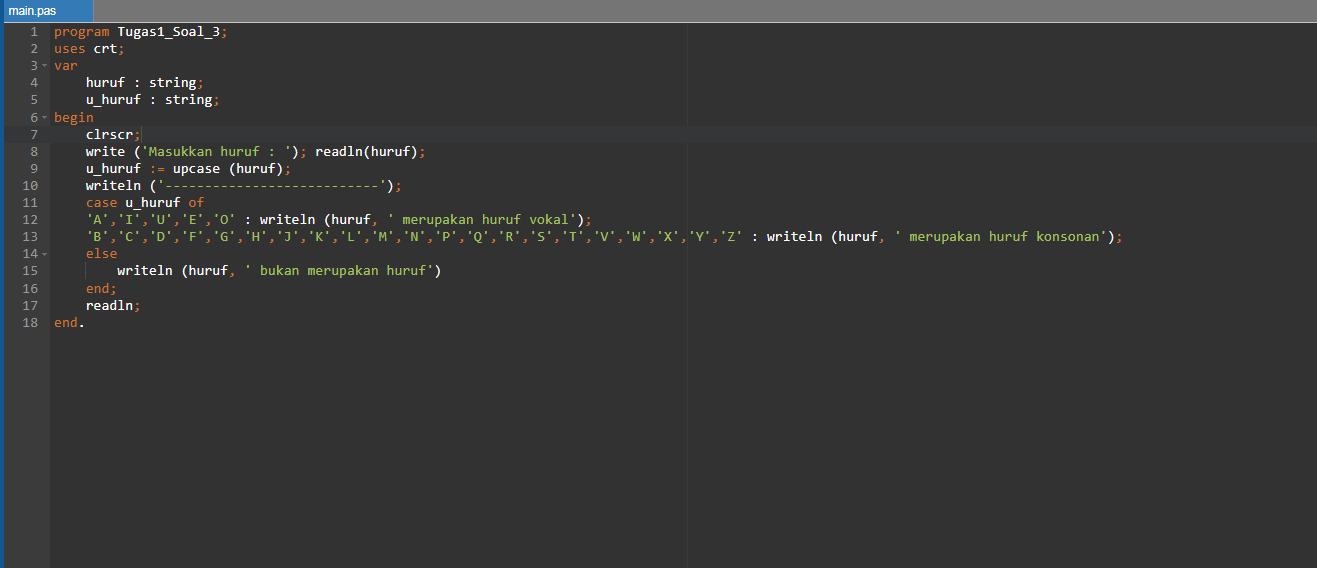 main.pas
1 program Tugas1_Soal_3;
2 uses crt;
3 var
4 huruf : string;
5 u_huruf : string;
6 begin
7 clrscr;
8 write ('Masukkan huruf : '); readln(huruf);
9 u_huruf := upcase (huruf);
10 writeln ('---------------------------');
11 case u_huruf of
12 'A','I','U','E','O' : writeln (huruf, ' merupakan huruf vokal');
13 'B','C','D','F','G','H','J','K','L','M','N','P','Q','R','S','T','V','W','X','Y','Z' : writeln (huruf, ' merupakan huruf konsonan');
14 else
15 writeln (huruf, ' bukan merupakan huruf')
16 end;
17 readln;
18 end.